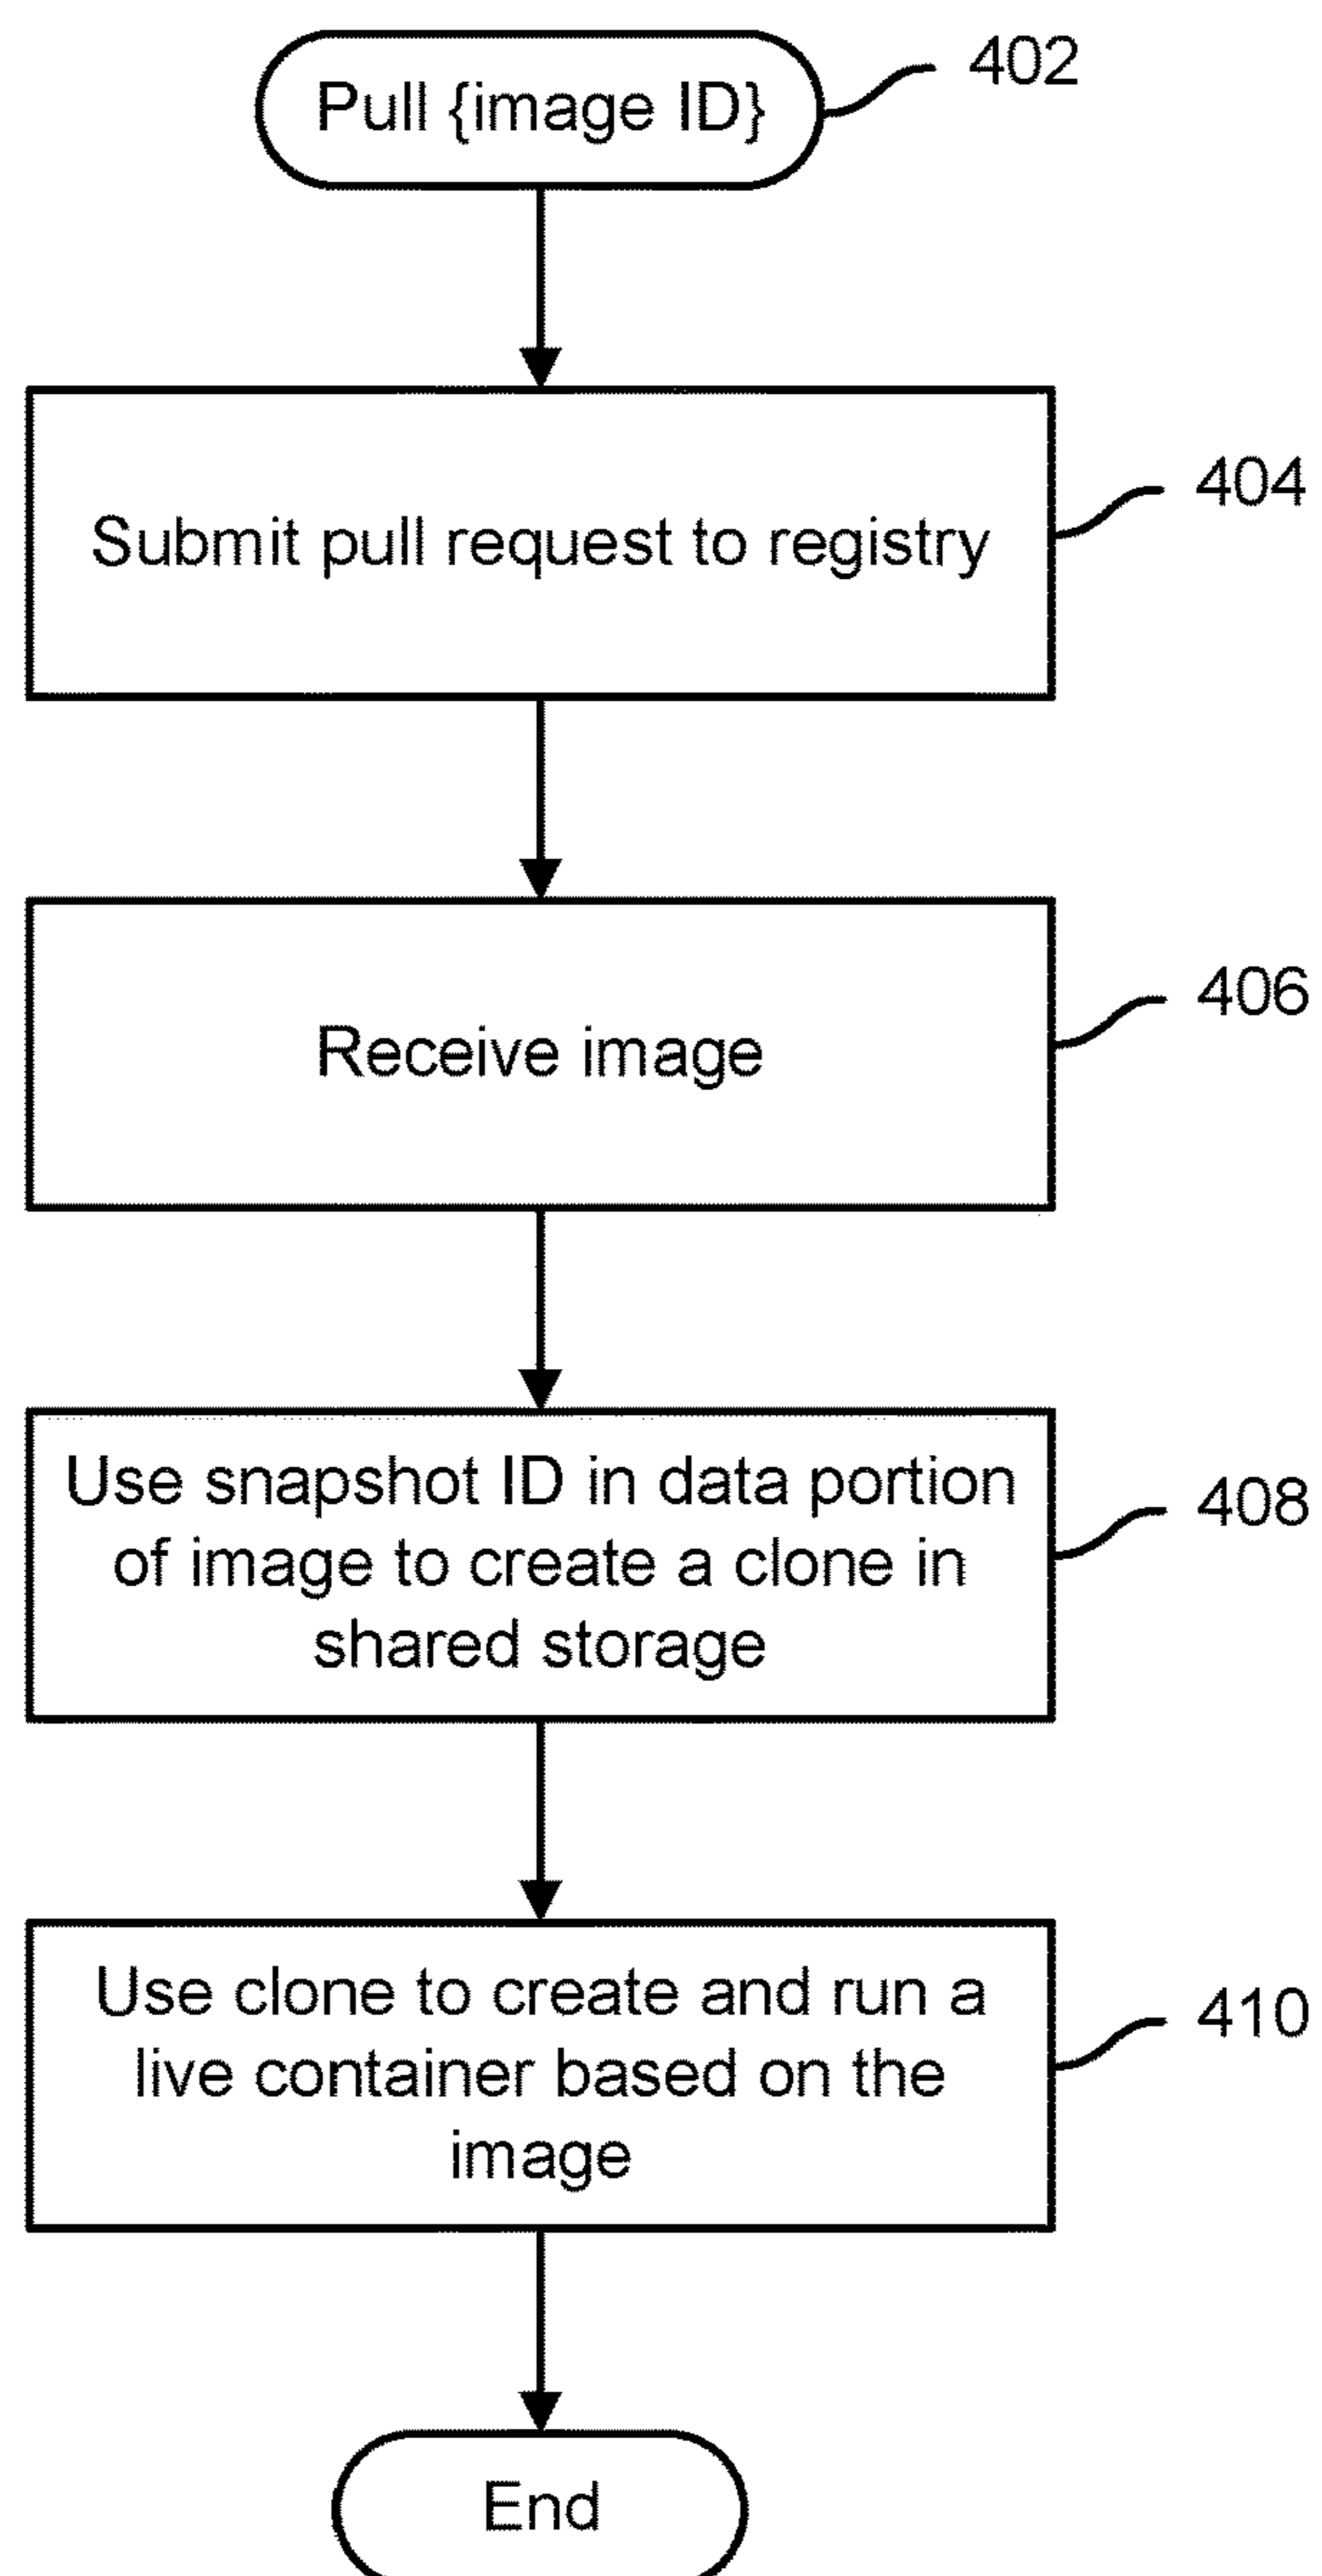 Pull {image ID}
402
Submit pull request to registry
404
Receive image
406
Use snapshot ID in data portion
of image to create a clone in
shared storage
408
Use clone to create and run a
live container based on the
image
410
End